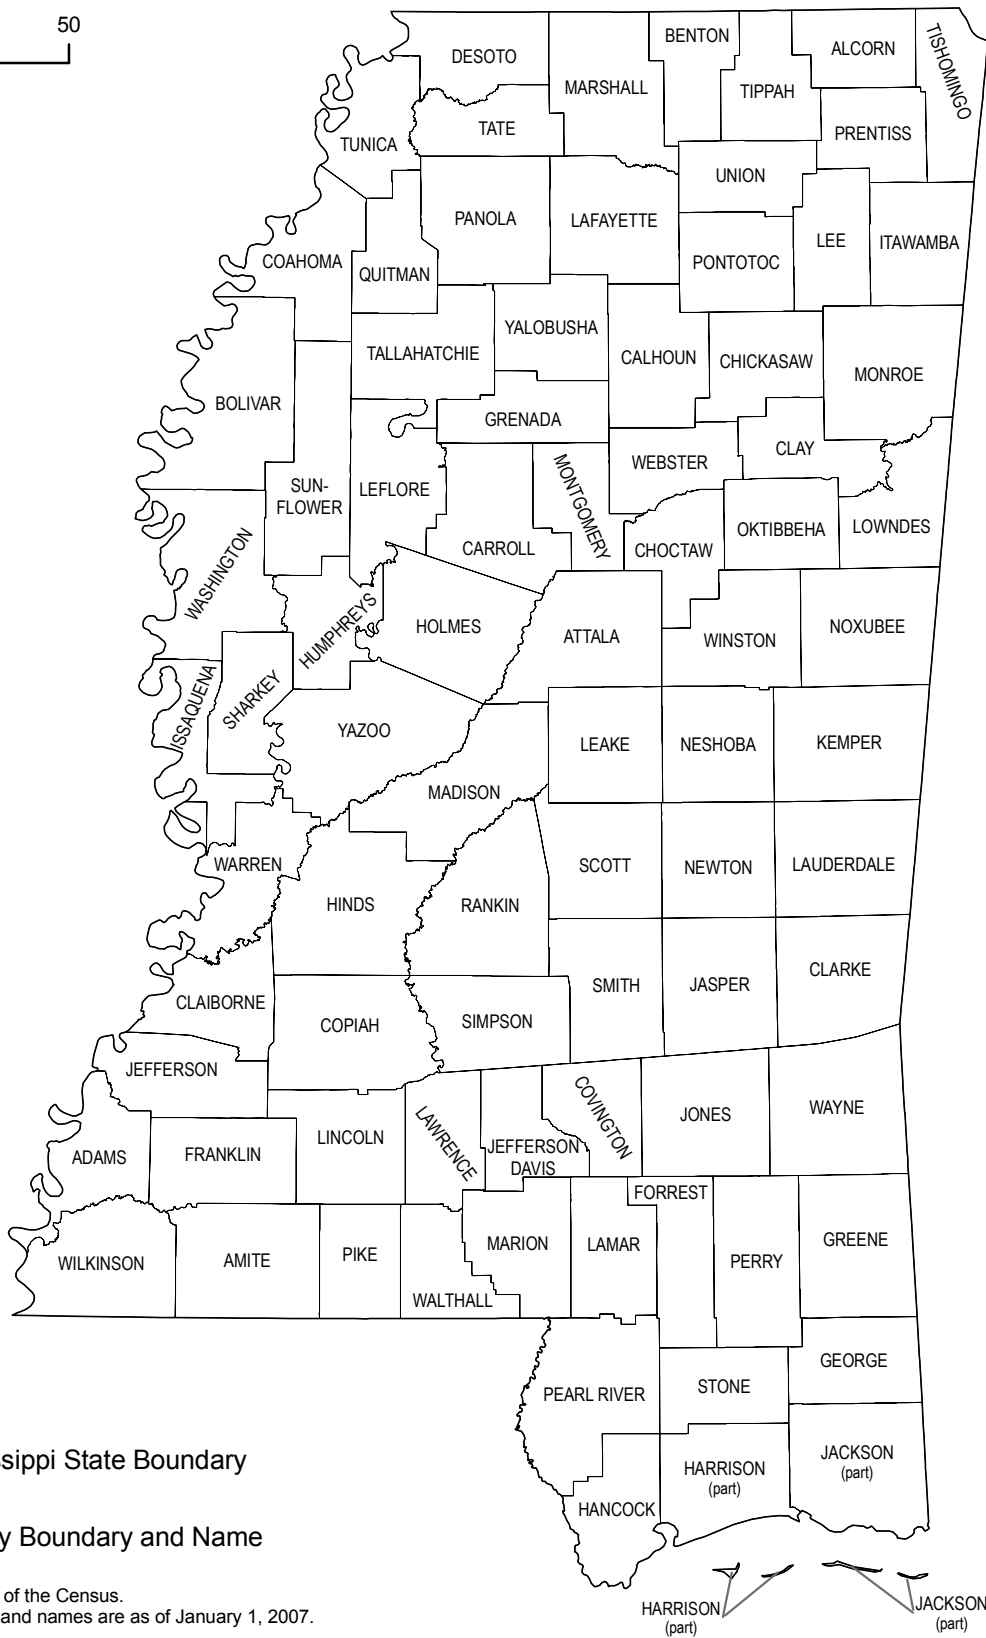 50
BENTON
DESOTO
ALCORN
TISHOMINGO
MARSHALL
TIPPAH
TATE
PRENTISS
TUNICA
UNION
PANOLA
LAFAYETTE
LEE
ITAWAMBA
COAHOMA
PONTOTOC
QUITMAN
YALOBUSHA
TALLAHATCHIE
CALHOUN
CHICKASAW
MONROE
BOLIVAR
GRENADA
CLAY
WEBSTER
MONTGOMERY
SUN-
FLOWER
LEFLORE
OKTIBBEHA
LOWNDES
CARROLL
CHOCTAW
WASHINGTON
HUMPHREYS
HOLMES
ATTALA
WINSTON
NOXUBEE
ISSAQUENA
SHARKEY
YAZOO
LEAKE
NESHOBA
KEMPER
MADISON
WARREN
SCOTT
NEWTON
LAUDERDALE
HINDS
RANKIN
CLARKE
SMITH
JASPER
CLAIBORNE
COPIAH
SIMPSON
JEFFERSON
COVINGTON
JONES
WAYNE
LAWRENCE
LINCOLN
JEFFERSON
DAVIS
ADAMS
FRANKLIN
FORREST
WILKINSON
AMITE
PIKE
MARION
LAMAR
PERRY
GREENE
WALTHALL
GEORGE
PEARL RIVER
STONE
ssippi State Boundary
JACKSON
(part)
HARRISON
(part)
HANCOCK
y Boundary and Name
of the Census.
and names are as of January 1, 2007.
HARRISON
(part)
JACKSON
(part)